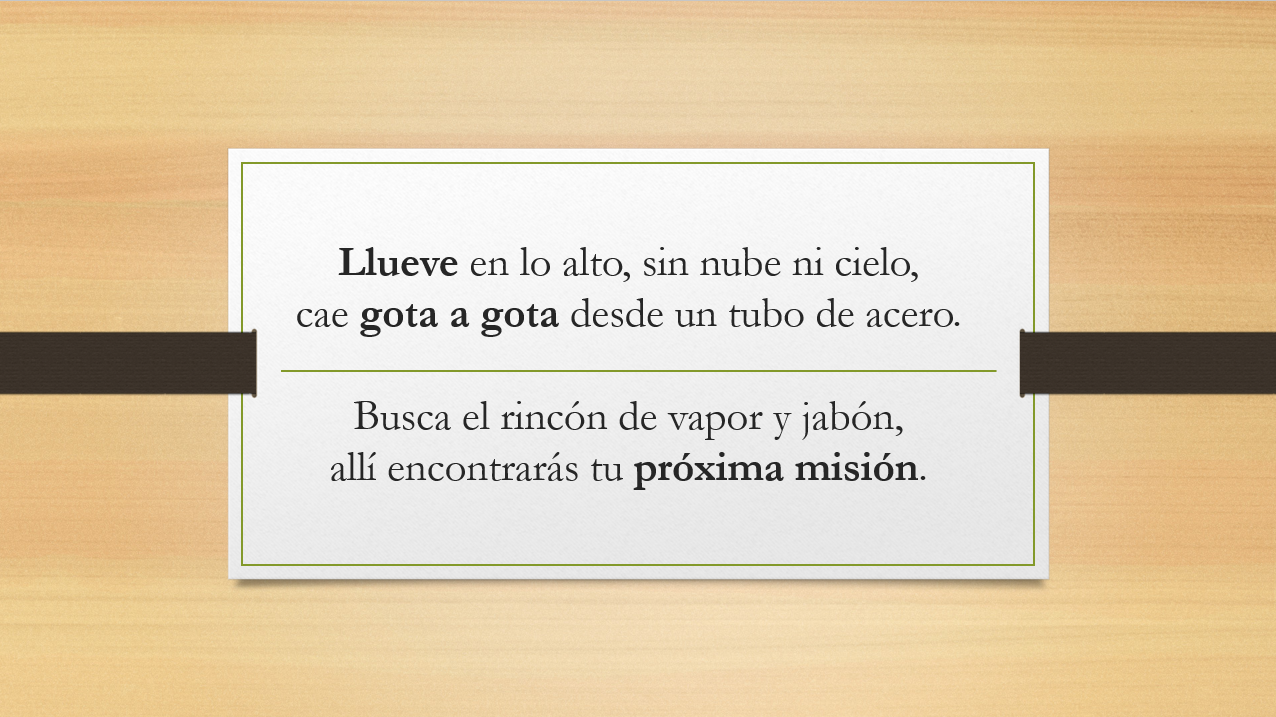 Llueve en lo alto, sin nube ni cielo,
cae gota a gota desde un tubo de acero.
Busca el rincón de vapor y jabón,
allí encontrarás tu próxima misión.